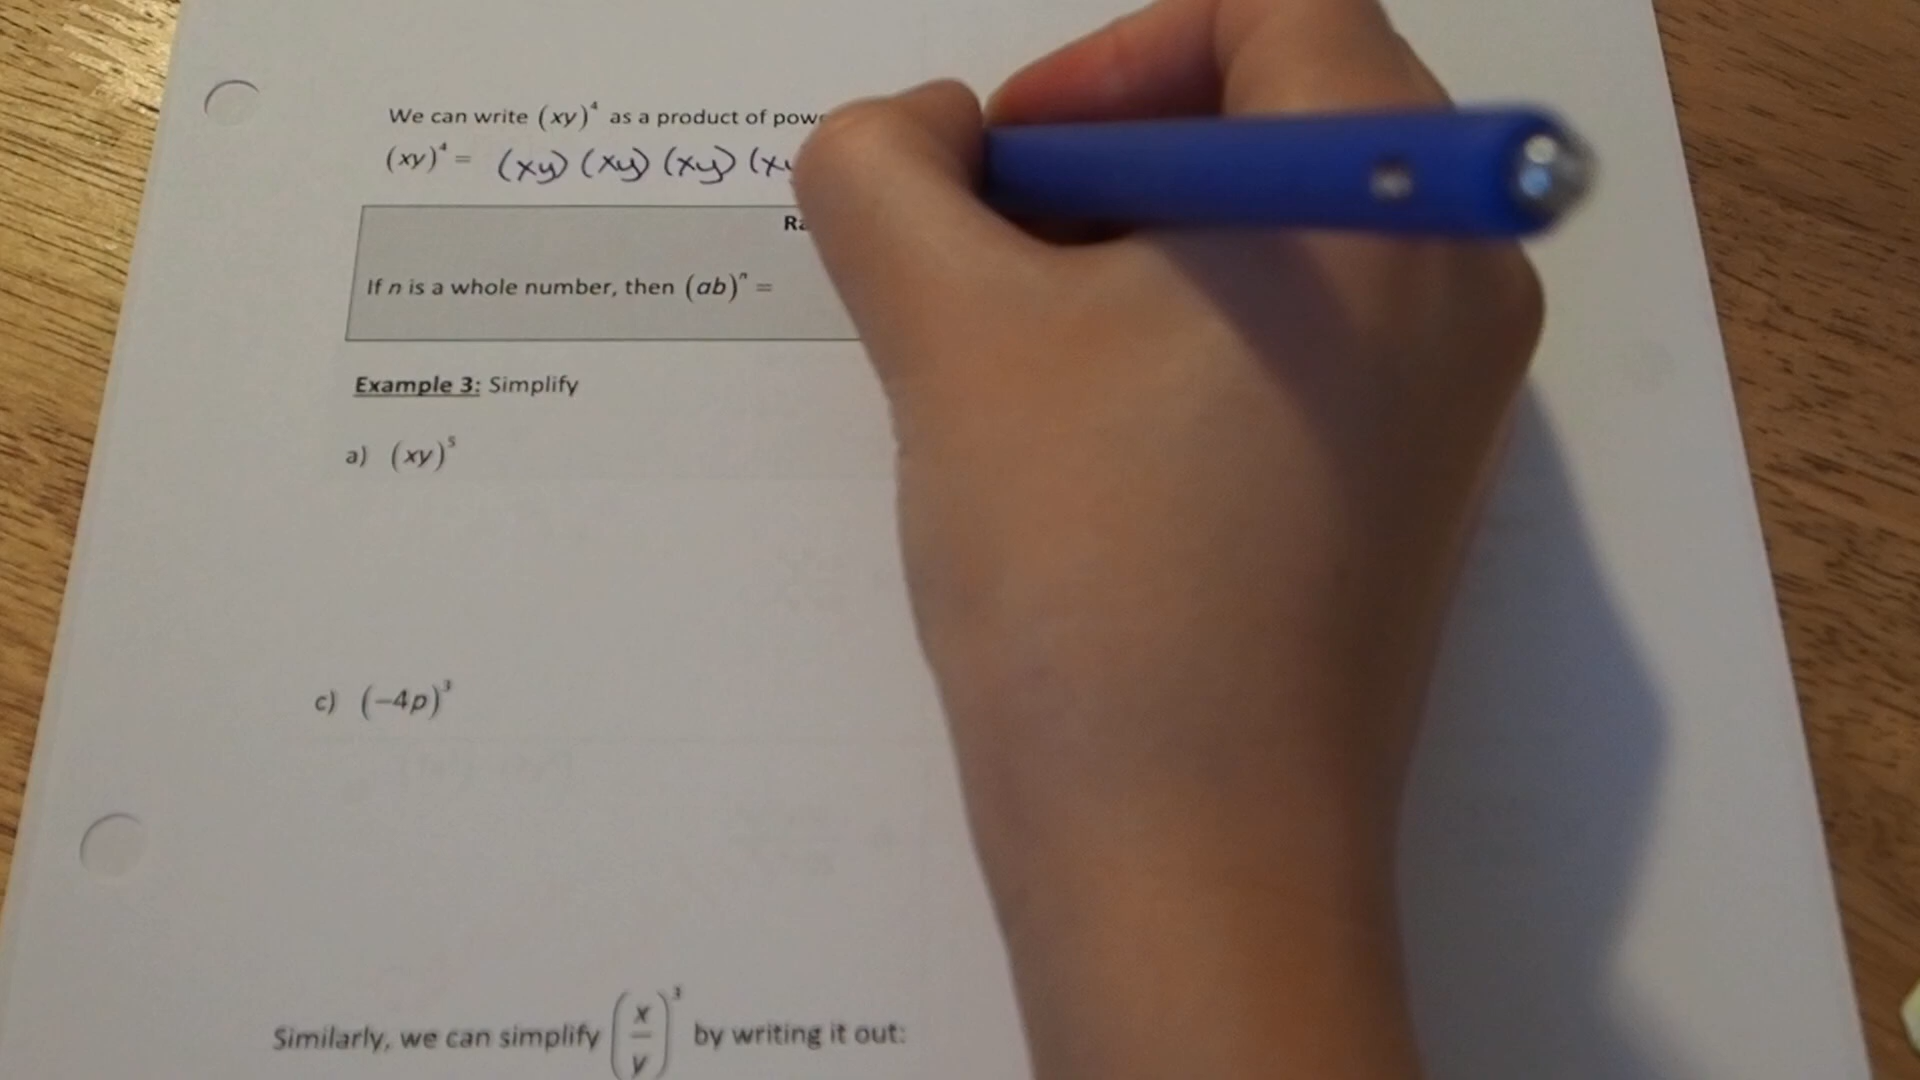 We can write (xy)⁴ as a product of
(xy)⁴ = (xy) (xy) (xy) (xy
If n is a whole number, then (ab)ⁿ =
Example 3: Simplify
a) (xy)⁵
c) (-4p)³
Similarly, we can simplify (x/y)³ by writing it out: